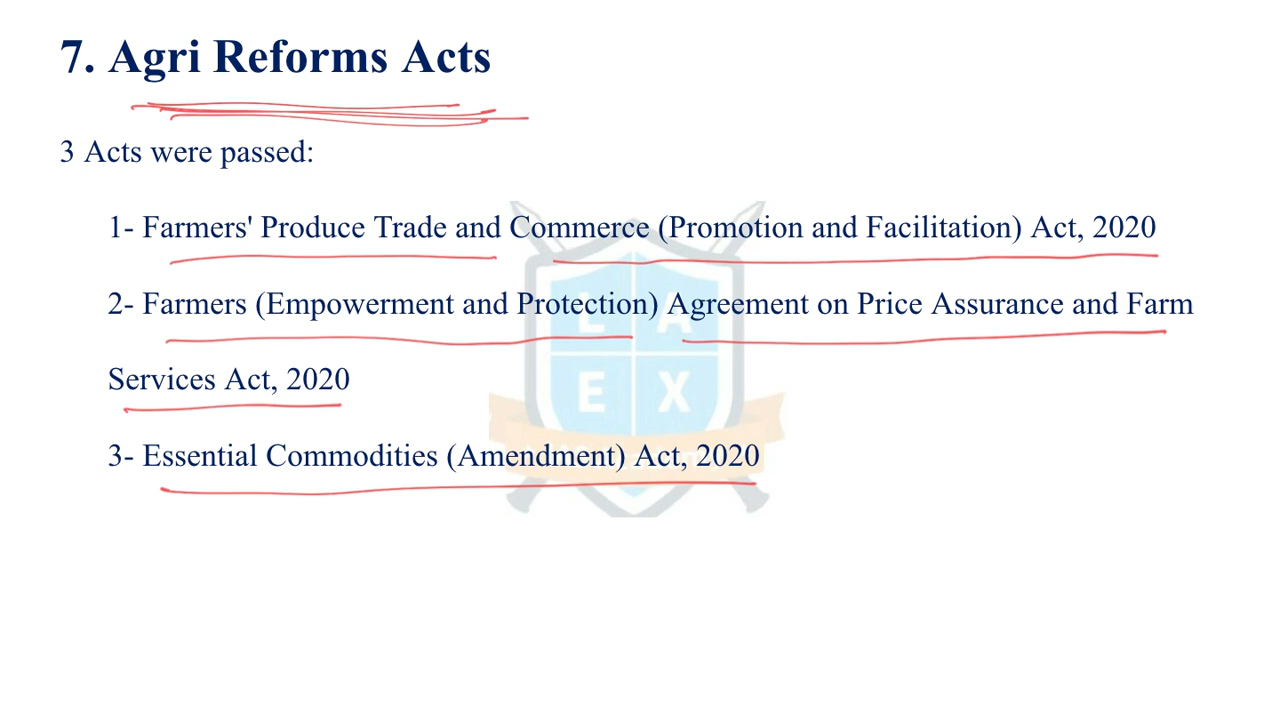 7. Agri Reforms Acts
3 Acts were passed:
1- Farmers' Produce Trade and Commerce (Promotion and Facilitation) Act, 2020
2- Farmers (Empowerment and Protection) Agreement on Price Assurance and Farm
Services Act, 2020
3- Essential Commodities (Amendment) Act, 2020
L A
E X